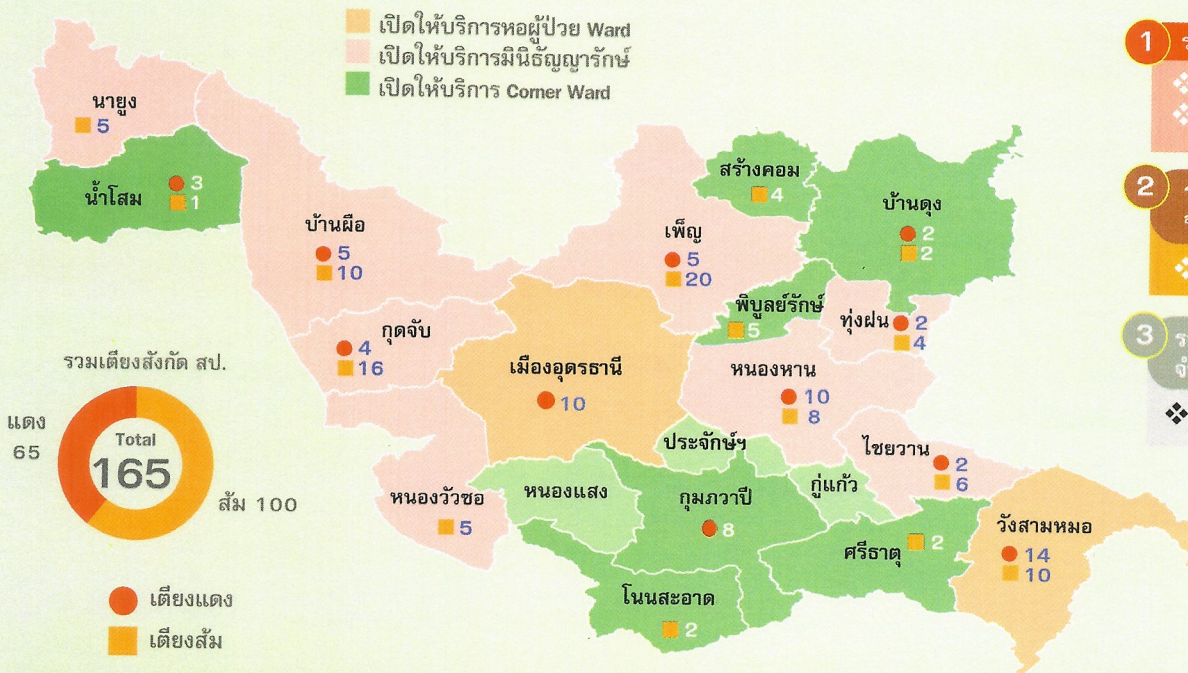 เปิดให้บริการหอผู้ป่วย Ward
เปิดให้บริการมินิธัญญารักษ์
เปิดให้บริการ Corner Ward
นายูง
5
น้ำโสม
3
1
บ้านผือ
5
10
เพ็ญ
5
20
สร้างคอม
4
บ้านดุง
2
2
พิบูลย์รักษ์
5
ทุ่งฝน
2
4
กุดจับ
4
16
เมืองอุดรธานี
10
หนองหาน
10
8
ประจักษ์ฯ
ไชยวาน
2
6
กู่แก้ว
หนองวัวซอ
5
หนองแสง
กุมภวาปี
8
ศรีธาตุ
2
วังสามหมอ
14
10
โนนสะอาด
2
รวมเตียงสังกัด สป.
แดง
65
Total
165
ส้ม 100
เตียงแดง
เตียงส้ม
1
2
3